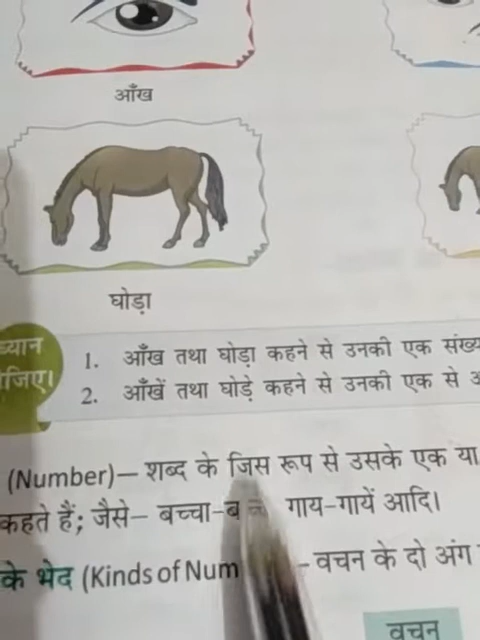 आँख
घोड़ा
ध्यान
1. आँख तथा घोड़ा कहने से उनकी एक
2. आँखें तथा घोड़े कहने से उनकी एक से
(Number)– शब्द के जिस रूप से उसके एक या
कहते हैं; जैसे– बच्चा- गाय-गायें आदि।
के भेद (Kinds of – वचन के दो अंग
वचन